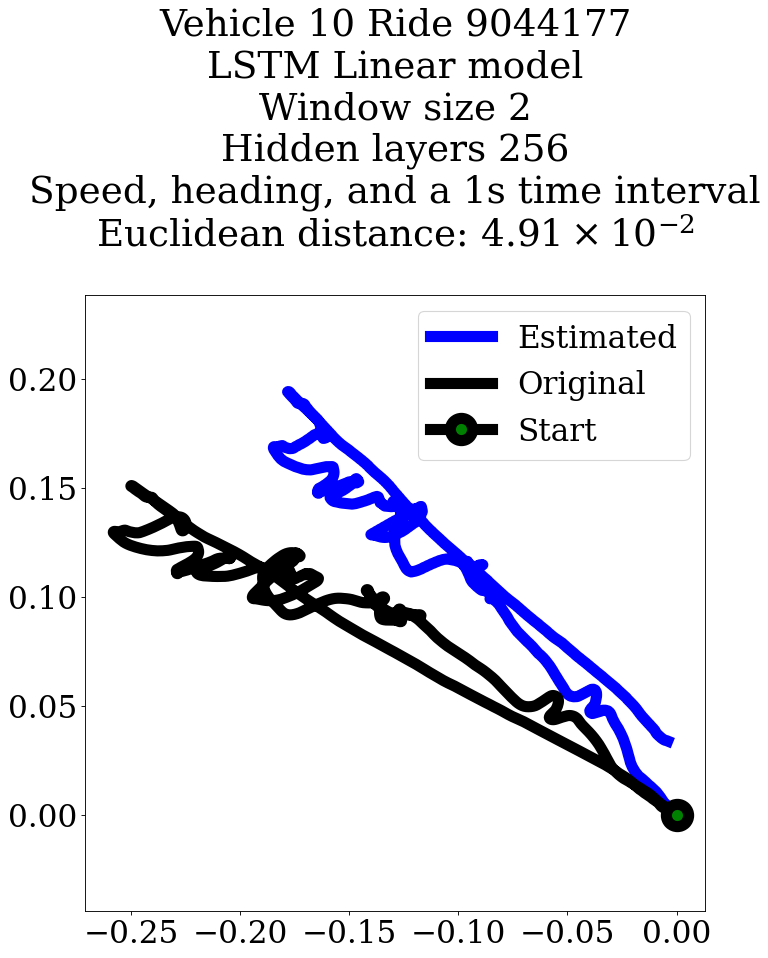 Vehicle 10 Ride 9044177
LSTM Linear model
Window size 2
Hidden layers 256
Speed, heading, and a 1s time interval
Euclidean distance: 4.91 × 10⁻²
Estimated
Original
Start
0.20
0.15
0.10
0.05
0.00
−0.25 −0.20 −0.15 −0.10 −0.05 0.00